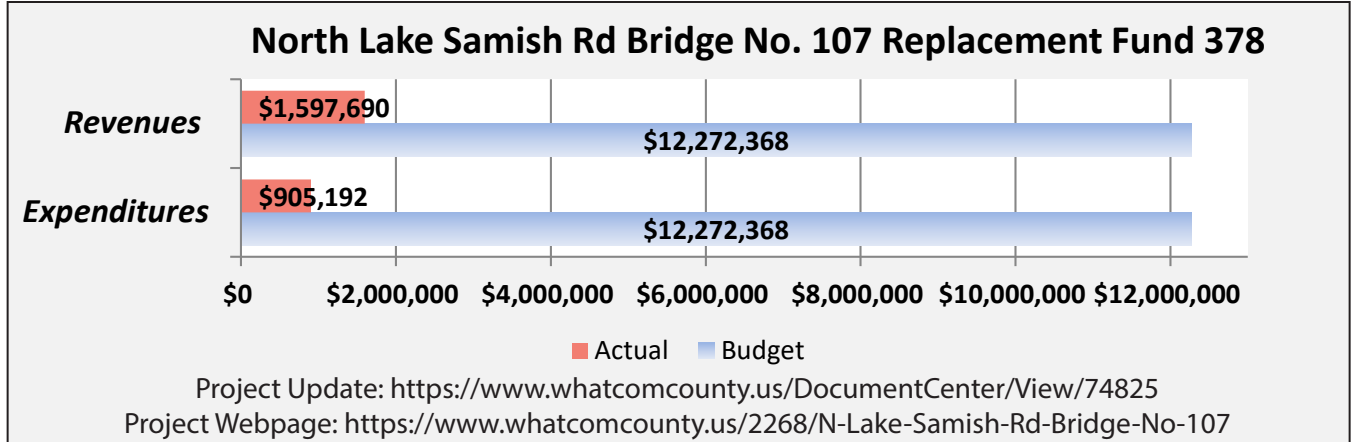 North Lake Samish Rd Bridge No. 107 Replacement Fund 378
Revenues
$1,597,690
$12,272,368
Expenditures
$905,192
$12,272,368
$0 $2,000,000 $4,000,000 $6,000,000 $8,000,000 $10,000,000 $12,000,000
Actual Budget
Project Update: https://www.whatcomcounty.us/DocumentCenter/View/74825
Project Webpage: https://www.whatcomcounty.us/2268/N-Lake-Samish-Rd-Bridge-No-107